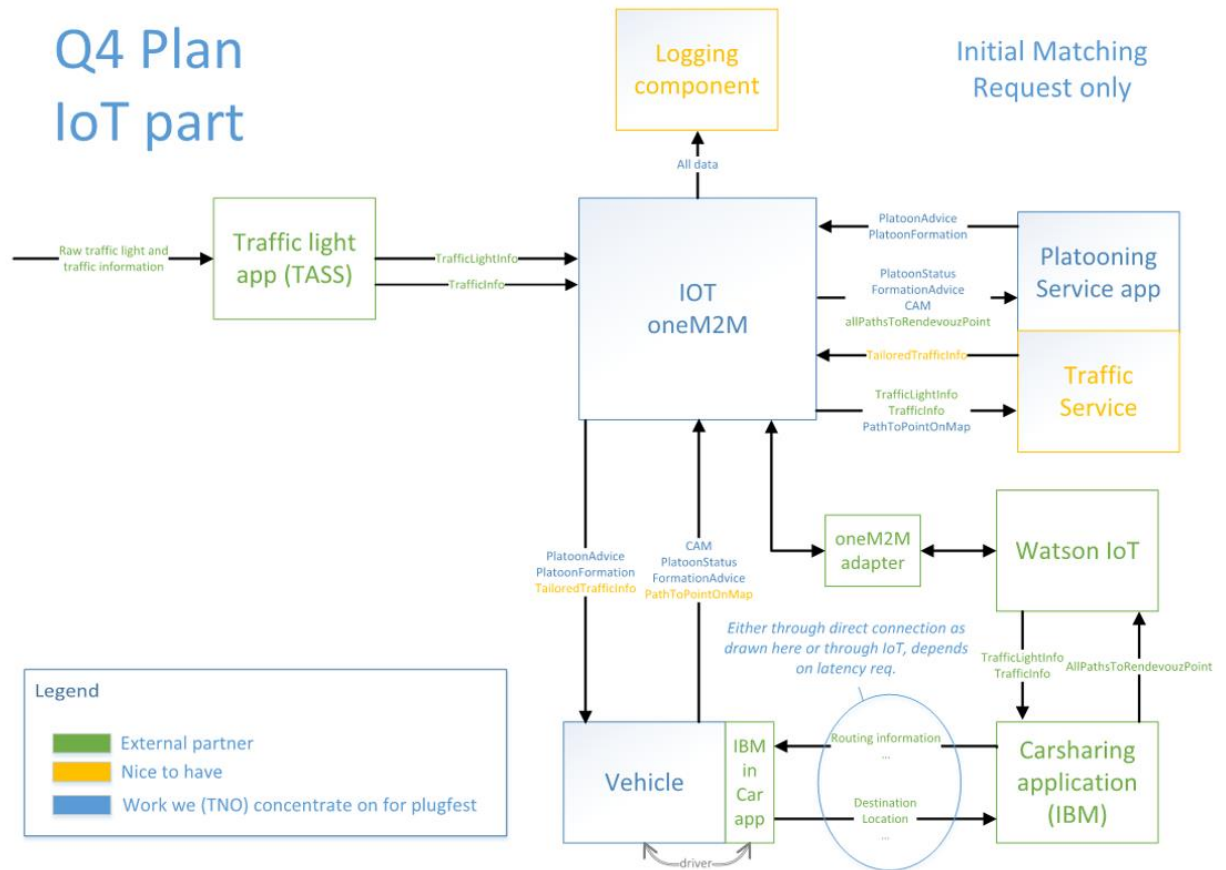 Q4 Plan
IoT part
Logging
component
Initial Matching
Request only
All data
Raw traffic light and
traffic information
Traffic light
app (TASS)
TrafficLightInfo
TrafficInfo
IOT
oneM2M
PlatoonAdvice
PlatoonFormation
PlatoonStatus
FormationAdvice
CAM
allPathsToRendevouzPoint
Platooning
Service app
TailoredTrafficInfo
TrafficLightInfo
TrafficInfo
PathToPointOnMap
Traffic
Service
PlatoonAdvice
PlatoonFormation
TailoredTrafficInfo
CAM
PlatoonStatus
FormationAdvice
PathToPointOnMap
oneM2M
adapter
Watson IoT
Either through direct connection as
drawn here or through IoT, depends
on latency req.
TrafficLightInfo
TrafficInfo
AllPathsToRendevouzPoint
Legend
External partner
Nice to have
Work we (TNO) concentrate on for plugfest
Vehicle
IBM
in
Car
app
Routing information
...
Destination
Location
...
Carsharing
application
(IBM)
driver